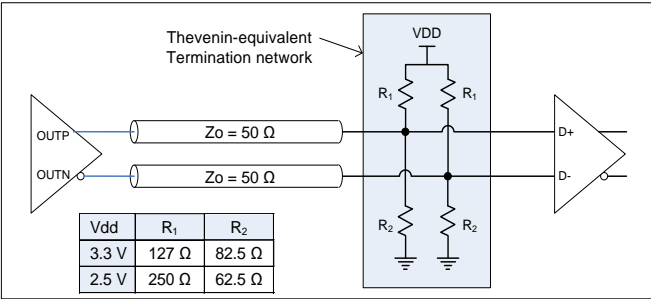 Thevenin-equivalent
Termination network
VDD
R₁
R₁
OUTP
Zo = 50 Ω
D+
OUTN
Zo = 50 Ω
D-
R₂
R₂
Vdd R₁ R₂
3.3 V 127 Ω 82.5 Ω
2.5 V 250 Ω 62.5 Ω